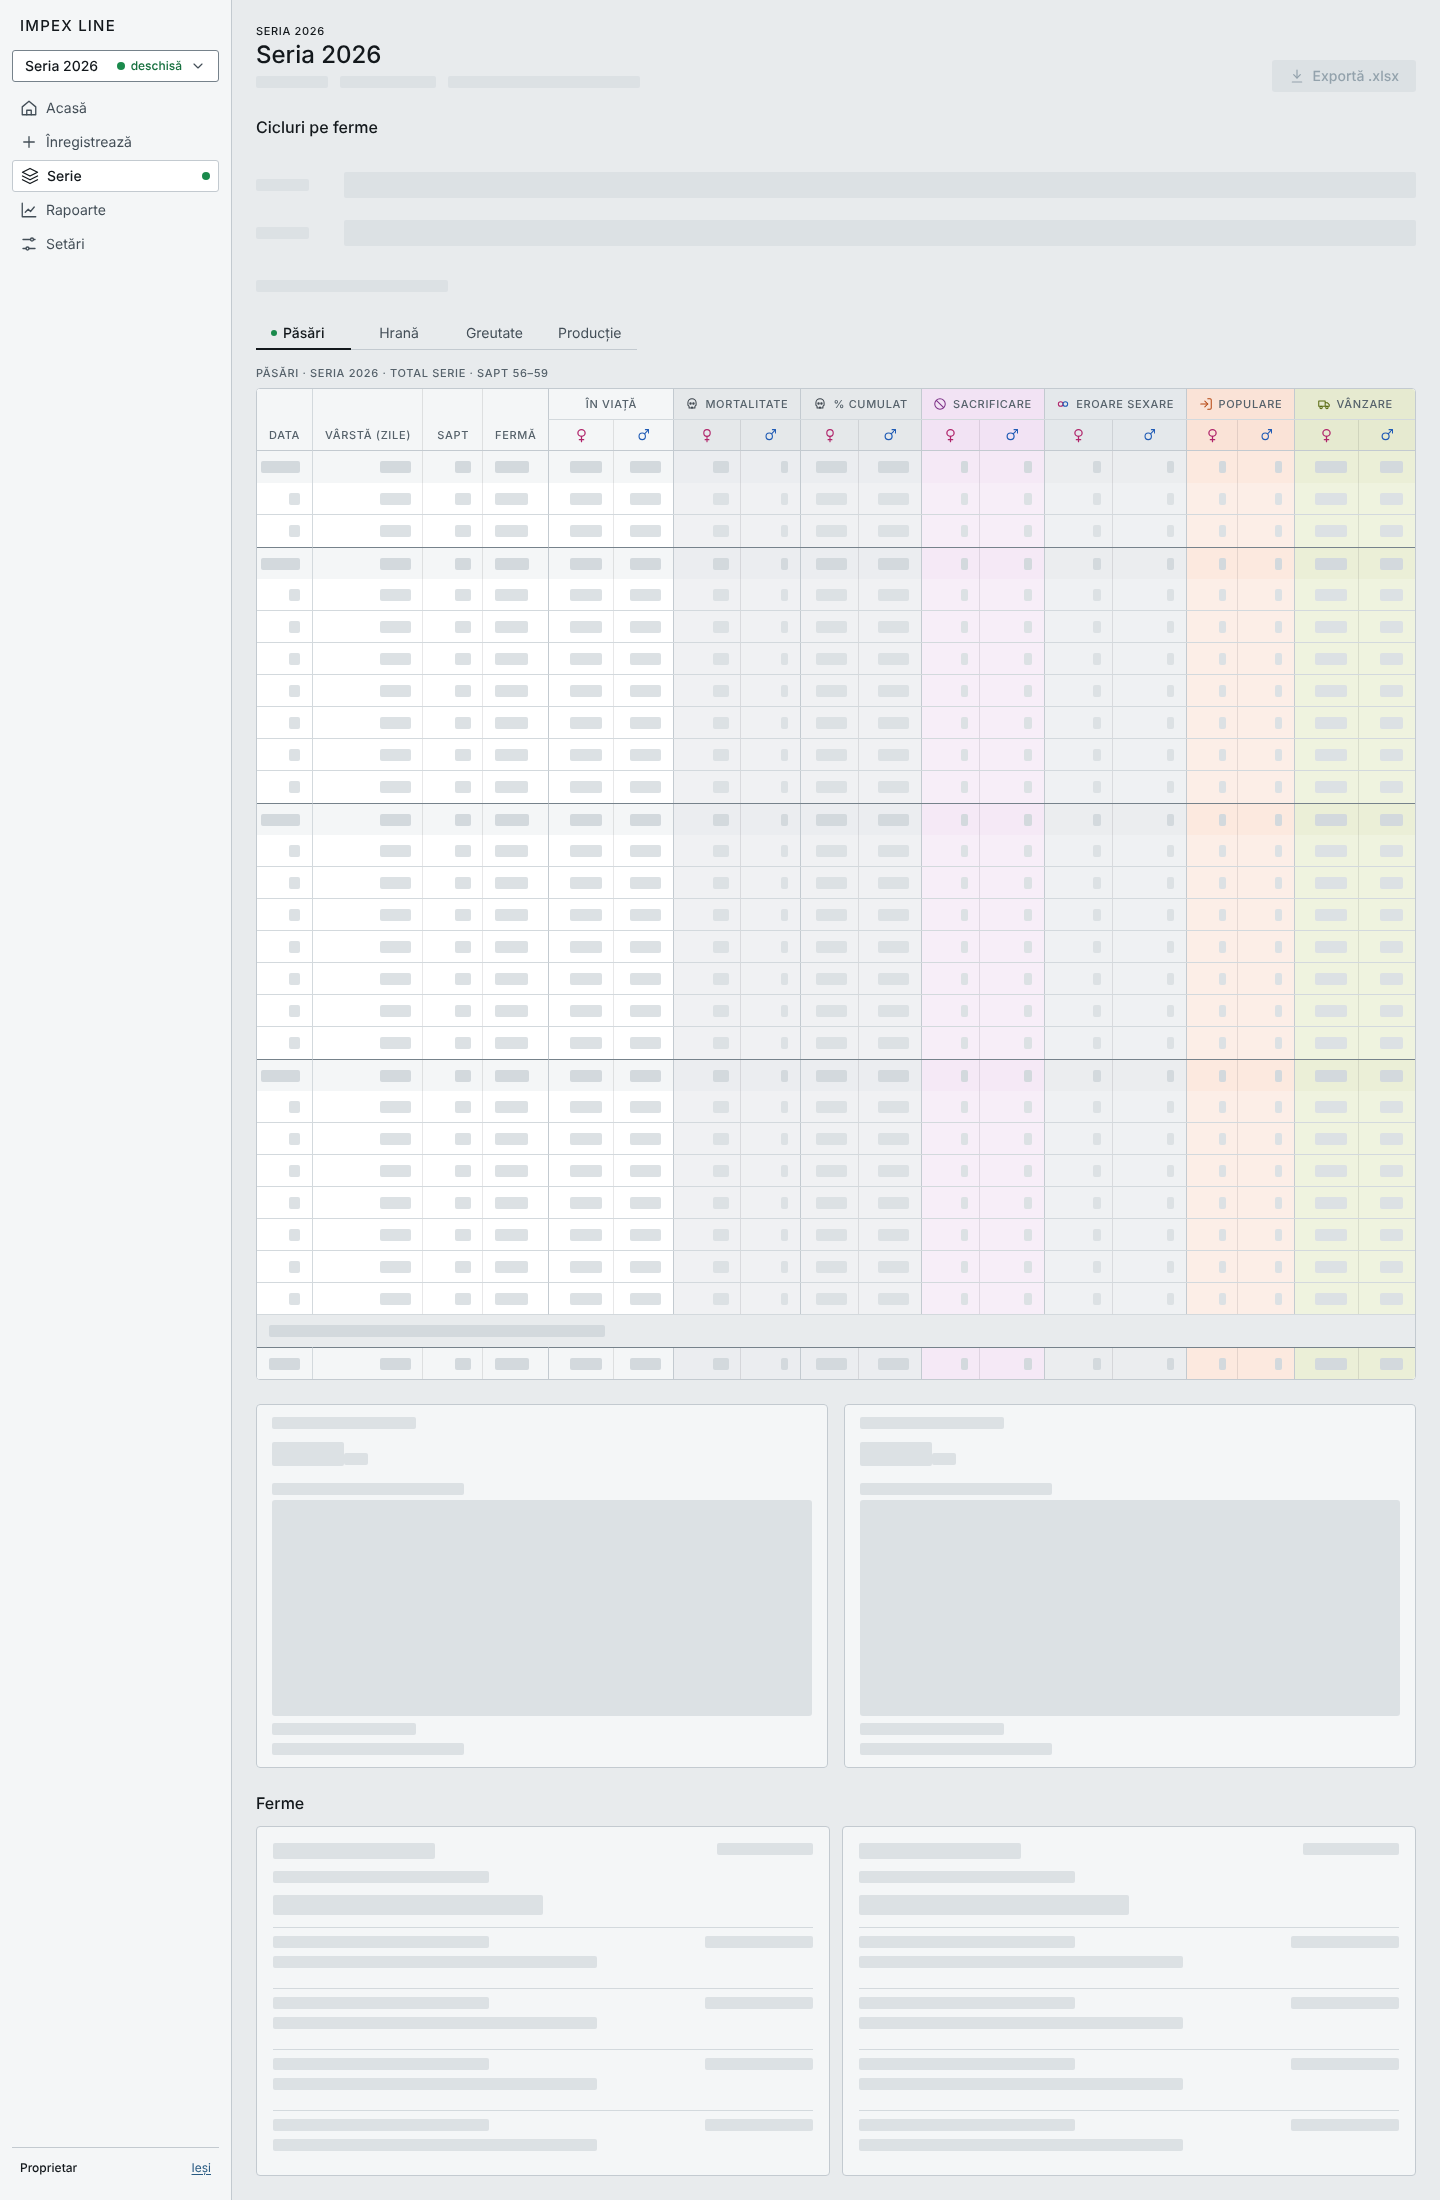 IMPEX LINE
Seria 2026 deschisă
Acasă
Înregistrează
Serie
Rapoarte
Setări
SERIA 2026
Seria 2026
Exportă .xlsx
Cicluri pe ferme
Păsări Hrană Greutate Producție
PĂSĂRI · SERIA 2026 · TOTAL SERIE · SAPT 56–59
ÎN VIAȚĂ MORTALITATE % CUMULAT SACRIFICARE EROARE SEXARE POPULARE VÂNZARE
DATA VÂRSTĂ (ZILE) SAPT FERMĂ ♀ ♂ ♀ ♂ ♀ ♂ ♀ ♂ ♀ ♂ ♀ ♂ ♀ ♂
Ferme
Proprietar Ieși